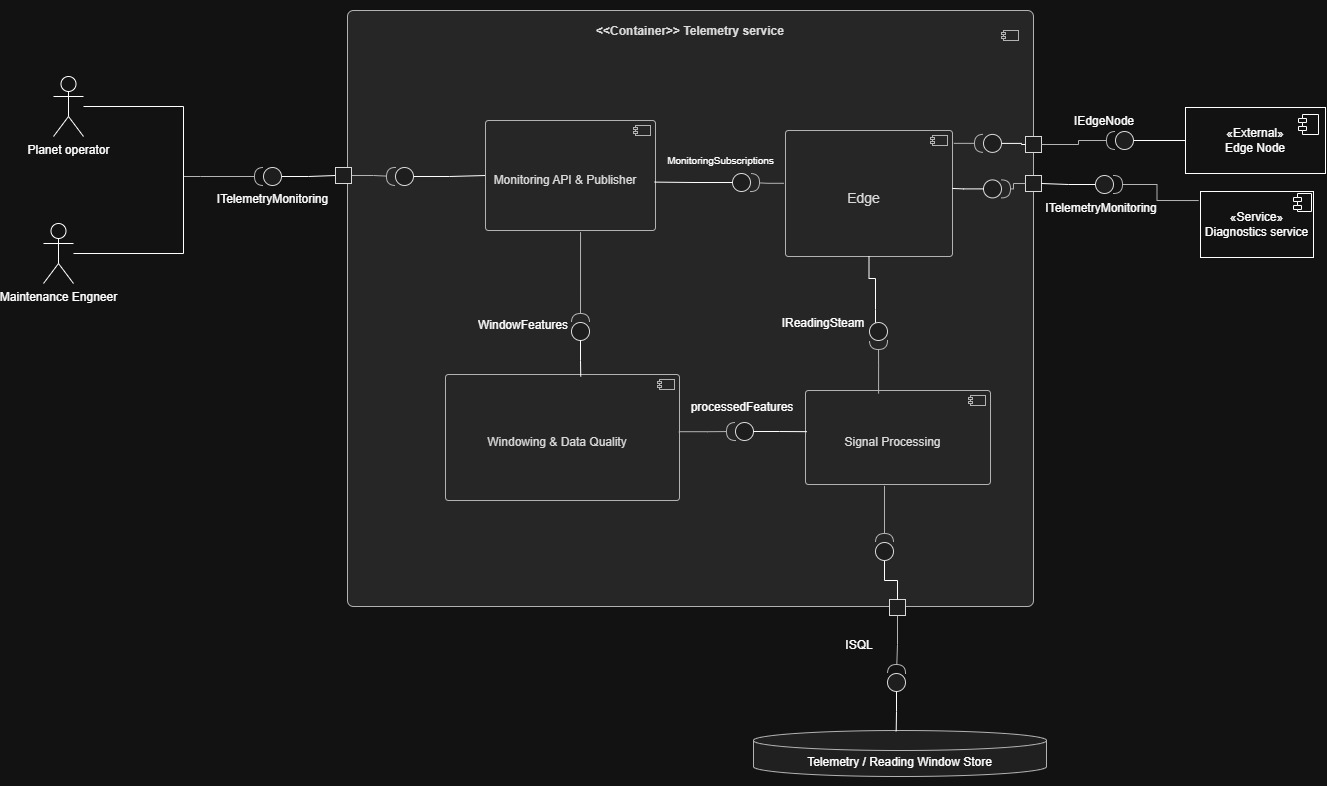 <<Container>> Telemetry service
Planet operator
ITelemetryMonitoring
Maintenance Engneer
Monitoring API & Publisher
MonitoringSubscriptions
Edge
IEdgeNode
«External»
Edge Node
ITelemetryMonitoring
«Service»
Diagnostics service
WindowFeatures
IReadingSteam
Windowing & Data Quality
processedFeatures
Signal Processing
ISQL
Telemetry / Reading Window Store